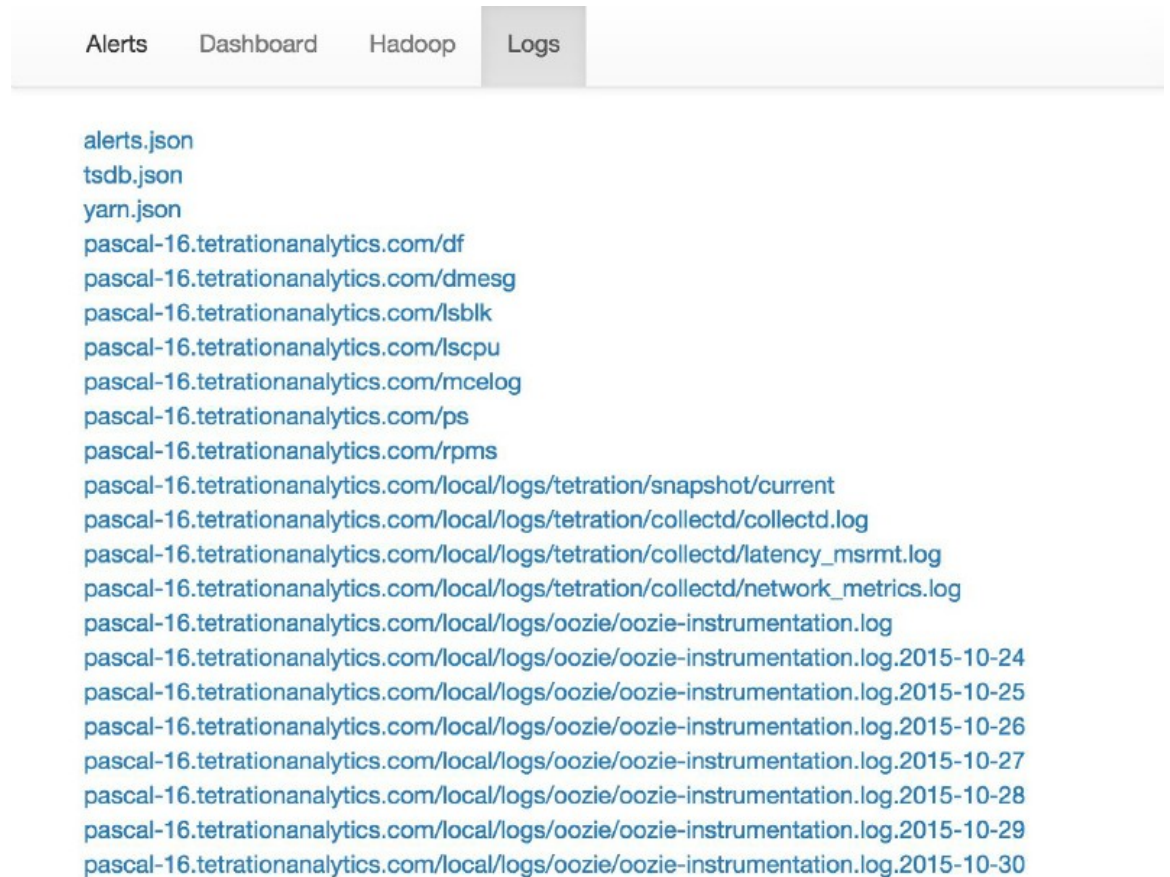 Alerts Dashboard Hadoop Logs
alerts.json
tsdb.json
yarn.json
pascal-16.tetrationanalytics.com/df
pascal-16.tetrationanalytics.com/dmesg
pascal-16.tetrationanalytics.com/lsblk
pascal-16.tetrationanalytics.com/lscpu
pascal-16.tetrationanalytics.com/mcelog
pascal-16.tetrationanalytics.com/ps
pascal-16.tetrationanalytics.com/rpms
pascal-16.tetrationanalytics.com/local/logs/tetration/snapshot/current
pascal-16.tetrationanalytics.com/local/logs/tetration/collectd/collectd.log
pascal-16.tetrationanalytics.com/local/logs/tetration/collectd/latency_msrmt.log
pascal-16.tetrationanalytics.com/local/logs/tetration/collectd/network_metrics.log
pascal-16.tetrationanalytics.com/local/logs/oozie/oozie-instrumentation.log
pascal-16.tetrationanalytics.com/local/logs/oozie/oozie-instrumentation.log.2015-10-24
pascal-16.tetrationanalytics.com/local/logs/oozie/oozie-instrumentation.log.2015-10-25
pascal-16.tetrationanalytics.com/local/logs/oozie/oozie-instrumentation.log.2015-10-26
pascal-16.tetrationanalytics.com/local/logs/oozie/oozie-instrumentation.log.2015-10-27
pascal-16.tetrationanalytics.com/local/logs/oozie/oozie-instrumentation.log.2015-10-28
pascal-16.tetrationanalytics.com/local/logs/oozie/oozie-instrumentation.log.2015-10-29
pascal-16.tetrationanalytics.com/local/logs/oozie/oozie-instrumentation.log.2015-10-30